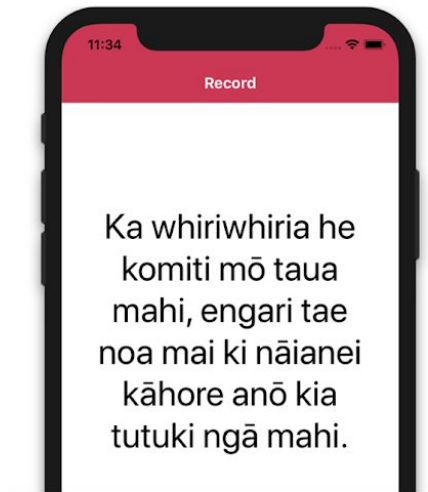 11:34
Record
Ka whiriwhiria he
komiti mō taua
mahi, engari tae
noa mai ki nāianei
kāhore anō kia
tutuki ngā mahi.